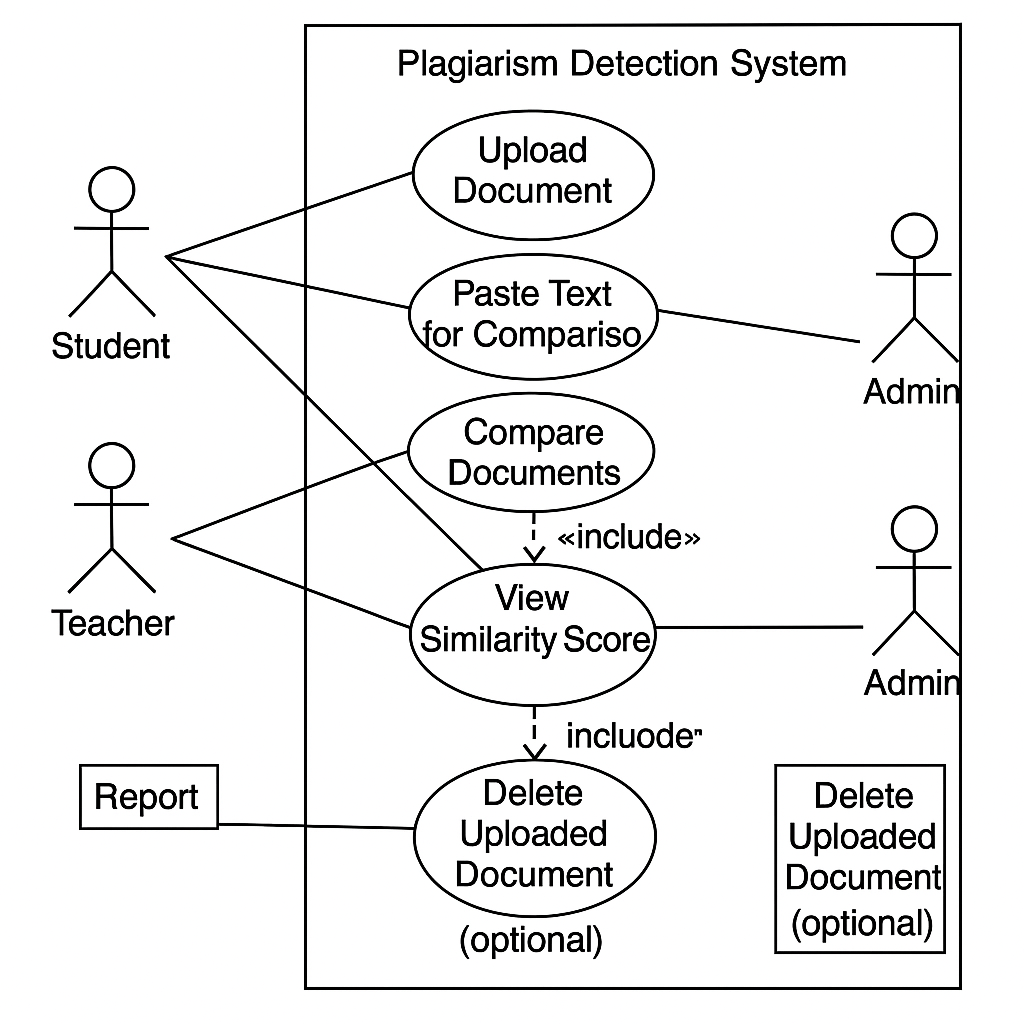 Plagiarism Detection System
Upload
Document
Student
Paste Text
for Compariso
Admin
Compare
Documents
«include»
Teacher
View
Similarity Score
Admin
incluode"
Report
Delete
Uploaded
Document
(optional)
Delete
Uploaded
Document
(optional)